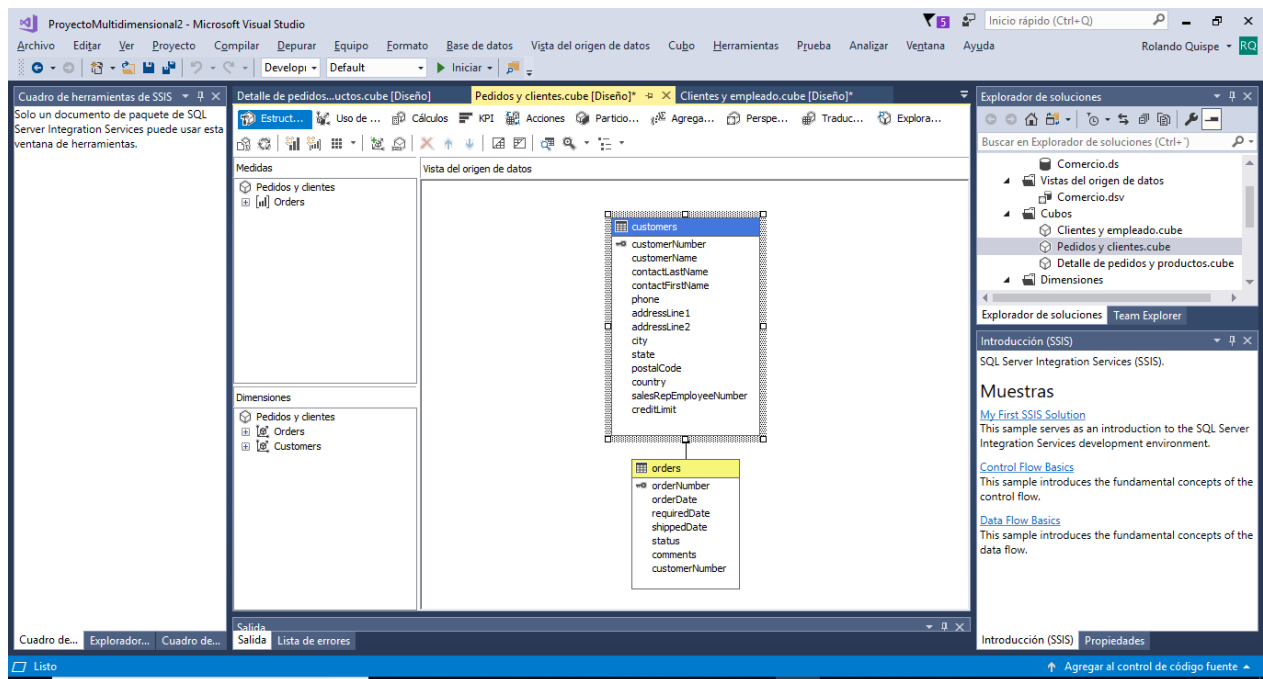 ProyectoMultidimensional2 - Microsoft Visual Studio
5
Inicio rápido (Ctrl+Q)
Archivo Editar Ver Proyecto Compilar Depurar Equipo Formato Base de datos Vista del origen de datos Cubo Herramientas Prueba Analizar Ventana Ayuda
Rolando Quispe RQ
Developi Default Iniciar
Cuadro de herramientas de SSIS
Solo un documento de paquete de SQL
Server Integration Services puede usar esta
ventana de herramientas.
Cuadro de... Explorador... Cuadro de...
Detalle de pedidos...uctos.cube [Diseño] Pedidos y clientes.cube [Diseño]* Clientes y empleado.cube [Diseño]*
Estruct... Uso de ... Cálculos KPI Acciones Particio... Agrega... Perspe... Traduc... Explora...
Medidas
Pedidos y clientes
Orders
Dimensiones
Pedidos y clientes
Orders
Customers
Vista del origen de datos
customers
customerNumber
customerName
contactLastName
contactFirstName
phone
addressLine1
addressLine2
city
state
postalCode
country
salesRepEmployeeNumber
creditLimit
orders
orderNumber
orderDate
requiredDate
shippedDate
status
comments
customerNumber
Salida
Salida Lista de errores
Explorador de soluciones
Buscar en Explorador de soluciones (Ctrl+´)
Comercio.ds
Vistas del origen de datos
Comercio.dsv
Cubos
Clientes y empleado.cube
Pedidos y clientes.cube
Detalle de pedidos y productos.cube
Dimensiones
Explorador de soluciones Team Explorer
Introducción (SSIS)
SQL Server Integration Services (SSIS).
Muestras
My First SSIS Solution
This sample serves as an introduction to the SQL Server
Integration Services development environment.
Control Flow Basics
This sample introduces the fundamental concepts of the
control flow.
Data Flow Basics
This sample introduces the fundamental concepts of the
data flow.
Introducción (SSIS) Propiedades
Listo
Agregar al control de código fuente